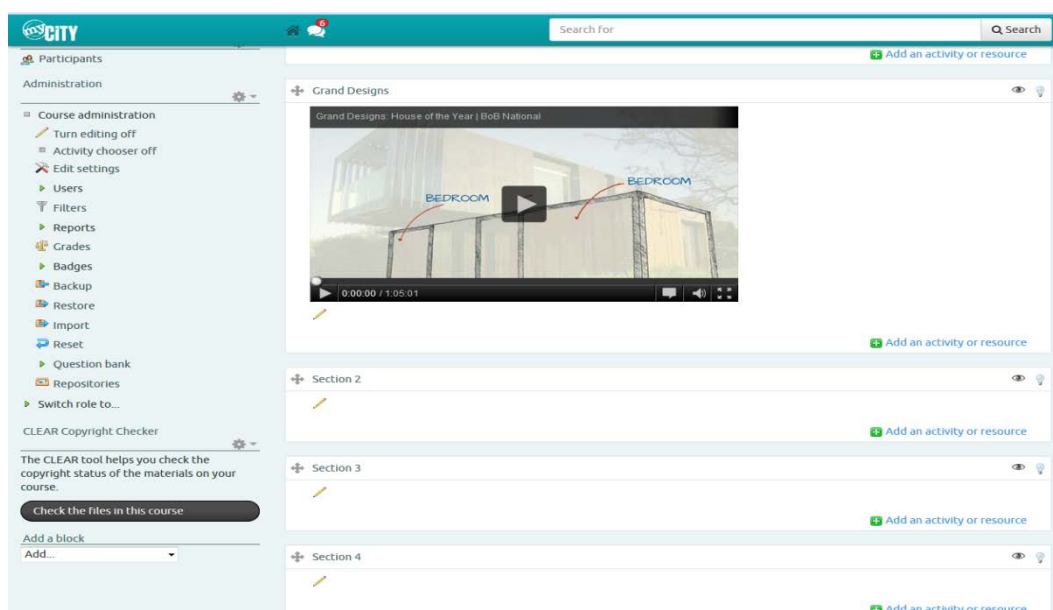 myCITY
6
Search for
Search
Participants
Administration
Course administration
Turn editing off
Activity chooser off
Edit settings
Users
Filters
Reports
Grades
Badges
Backup
Restore
Import
Reset
Question bank
Repositories
Switch role to...
CLEAR Copyright Checker
The CLEAR tool helps you check the
copyright status of the materials on your
course.
Check the files in this course
Add a block
Add...
Add an activity or resource
Grand Designs
Grand Designs: House of the Year | BoB National
BEDROOM
BEDROOM
0:00:00 / 1:05:01
Add an activity or resource
Section 2
Add an activity or resource
Section 3
Add an activity or resource
Section 4
Add an activity or resource